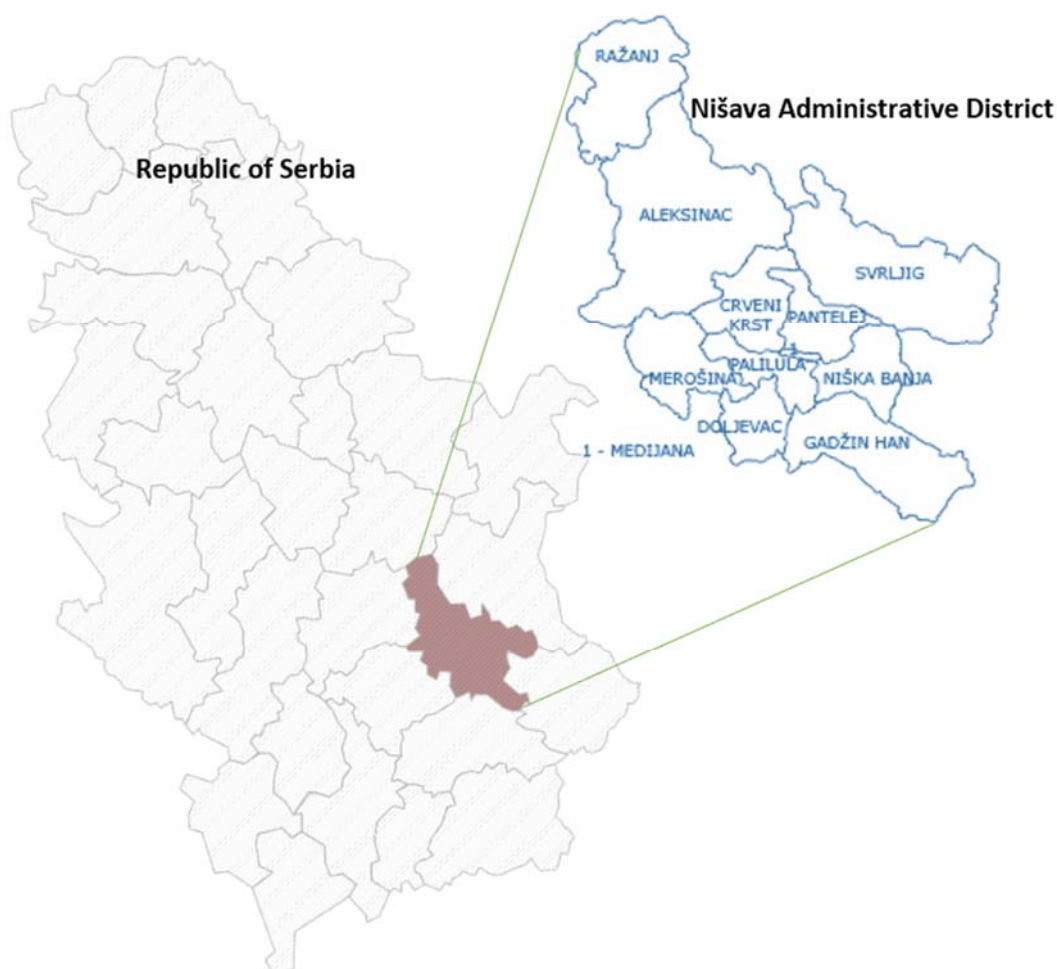 RAŽANJ
Nišava Administrative District
Republic of Serbia
ALEKSINAC
SVRLJIG
CRVENI
KRST
PANTELEJ
1
PALILULA
MEROŠINA
NIŠKA BANJA
DOLJEVAC
GADŽIN HAN
1 - MEDIJANA